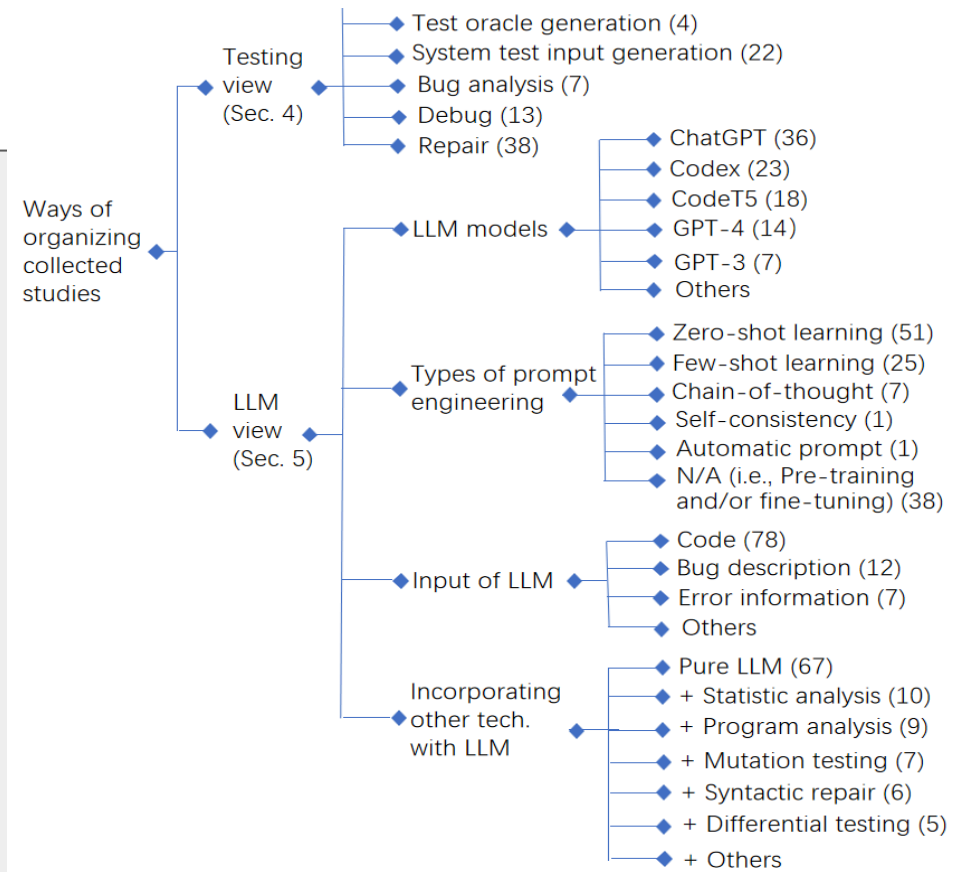 Ways of
organizing
collected
studies
Testing
view
(Sec. 4)
Test oracle generation (4)
System test input generation (22)
Bug analysis (7)
Debug (13)
Repair (38)
LLM
view
(Sec. 5)
LLM models
ChatGPT (36)
Codex (23)
CodeT5 (18)
GPT-4 (14)
GPT-3 (7)
Others
Types of prompt
engineering
Zero-shot learning (51)
Few-shot learning (25)
Chain-of-thought (7)
Self-consistency (1)
Automatic prompt (1)
N/A (i.e., Pre-training
and/or fine-tuning) (38)
Input of LLM
Code (78)
Bug description (12)
Error information (7)
Others
Incorporating
other tech.
with LLM
Pure LLM (67)
+ Statistic analysis (10)
+ Program analysis (9)
+ Mutation testing (7)
+ Syntactic repair (6)
+ Differential testing (5)
+ Others